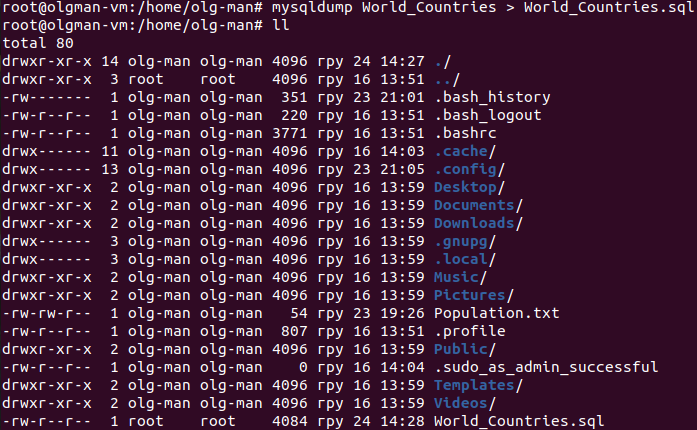 root@olgman-vm:/home/olg-man# mysqldump World_Countries > World_Countries.sql
root@olgman-vm:/home/olg-man# ll
total 80
drwxr-xr-x 14 olg-man olg-man 4096 гру 24 14:27 ./
drwxr-xr-x  3 root    root    4096 гру 16 13:51 ../
-rw-------  1 olg-man olg-man  351 гру 23 21:01 .bash_history
-rw-r--r--  1 olg-man olg-man  220 гру 16 13:51 .bash_logout
-rw-r--r--  1 olg-man olg-man 3771 гру 16 13:51 .bashrc
drwx------ 11 olg-man olg-man 4096 гру 16 14:03 .cache/
drwx------ 13 olg-man olg-man 4096 гру 23 21:05 .config/
drwxr-xr-x  2 olg-man olg-man 4096 гру 16 13:59 Desktop/
drwxr-xr-x  2 olg-man olg-man 4096 гру 16 13:59 Documents/
drwxr-xr-x  2 olg-man olg-man 4096 гру 16 13:59 Downloads/
drwx------  3 olg-man olg-man 4096 гру 16 13:59 .gnupg/
drwx------  3 olg-man olg-man 4096 гру 16 13:59 .local/
drwxr-xr-x  2 olg-man olg-man 4096 гру 16 13:59 Music/
drwxr-xr-x  2 olg-man olg-man 4096 гру 16 13:59 Pictures/
-rw-rw-r--  1 olg-man olg-man   54 гру 23 19:26 Population.txt
-rw-r--r--  1 olg-man olg-man  807 гру 16 13:51 .profile
drwxr-xr-x  2 olg-man olg-man 4096 гру 16 13:59 Public/
-rw-r--r--  1 olg-man olg-man    0 гру 16 14:04 .sudo_as_admin_successful
drwxr-xr-x  2 olg-man olg-man 4096 гру 16 13:59 Templates/
drwxr-xr-x  2 olg-man olg-man 4096 гру 16 13:59 Videos/
-rw-r--r--  1 root    root    4084 гру 24 14:28 World_Countries.sql